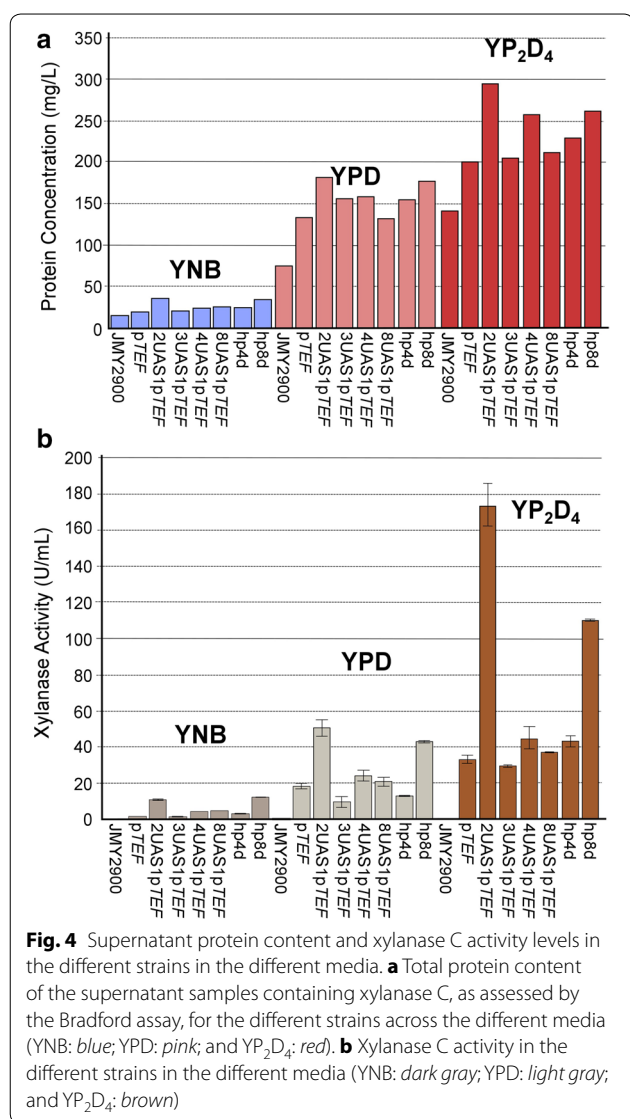 a
350
300
250
200
150
100
50
0
Protein Concentration (mg/L)
YNB
YPD
YP₂D₄
JMY2900
pTEF
2UAS1pTEF
3UAS1pTEF
4UAS1pTEF
8UAS1pTEF
hp4d
hp8d
JMY2900
pTEF
2UAS1pTEF
3UAS1pTEF
4UAS1pTEF
8UAS1pTEF
hp4d
hp8d
JMY2900
pTEF
2UAS1pTEF
3UAS1pTEF
4UAS1pTEF
8UAS1pTEF
hp4d
hp8d
b
200
180
160
140
120
100
80
60
40
20
0
Xylanase Activity (U/mL)
YNB
YPD
YP₂D₄
JMY2900
pTEF
2UAS1pTEF
3UAS1pTEF
4UAS1pTEF
8UAS1pTEF
hp4d
hp8d
JMY2900
pTEF
2UAS1pTEF
3UAS1pTEF
4UAS1pTEF
8UAS1pTEF
hp4d
hp8d
JMY2900
pTEF
2UAS1pTEF
3UAS1pTEF
4UAS1pTEF
8UAS1pTEF
hp4d
hp8d
Fig. 4 Supernatant protein content and xylanase C activity levels in
the different strains in the different media. a Total protein content
of the supernatant samples containing xylanase C, as assessed by
the Bradford assay, for the different strains across the different media
(YNB: blue; YPD: pink; and YP₂D₄: red). b Xylanase C activity in the
different strains in the different media (YNB: dark gray; YPD: light gray;
and YP₂D₄: brown)